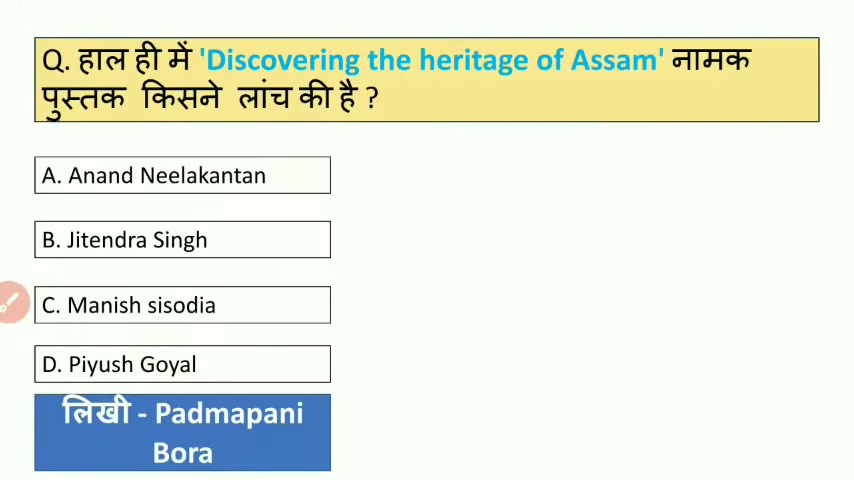 Q. हाल ही में 'Discovering the heritage of Assam' नामक
पुस्तक किसने लांच की है ?
A. Anand Neelakantan
B. Jitendra Singh
C. Manish sisodia
D. Piyush Goyal
लिखी - Padmapani
Bora